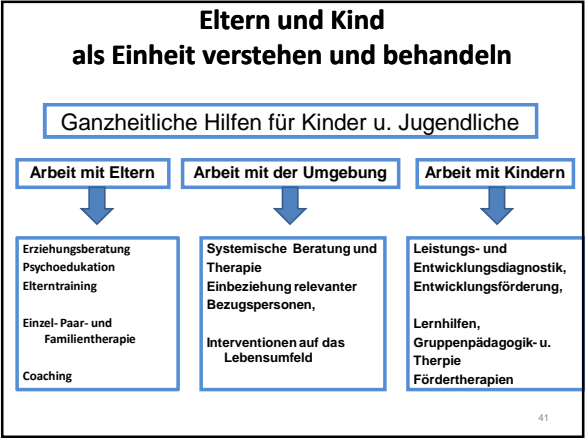 Eltern und Kind
als Einheit verstehen und behandeln
Ganzheitliche Hilfen für Kinder u. Jugendliche
Arbeit mit Eltern
Arbeit mit der Umgebung
Arbeit mit Kindern
Erziehungsberatung
Psychoedukation
Elterntraining
Einzel- Paar- und
Familientherapie
Coaching
Systemische Beratung und
Therapie
Einbeziehung relevanter
Bezugspersonen,
Interventionen auf das
Lebensumfeld
Leistungs- und
Entwicklungsdiagnostik,
Entwicklungsförderung,
Lernhilfen,
Gruppenpädagogik- u.
Therpie
Fördertherapien
41